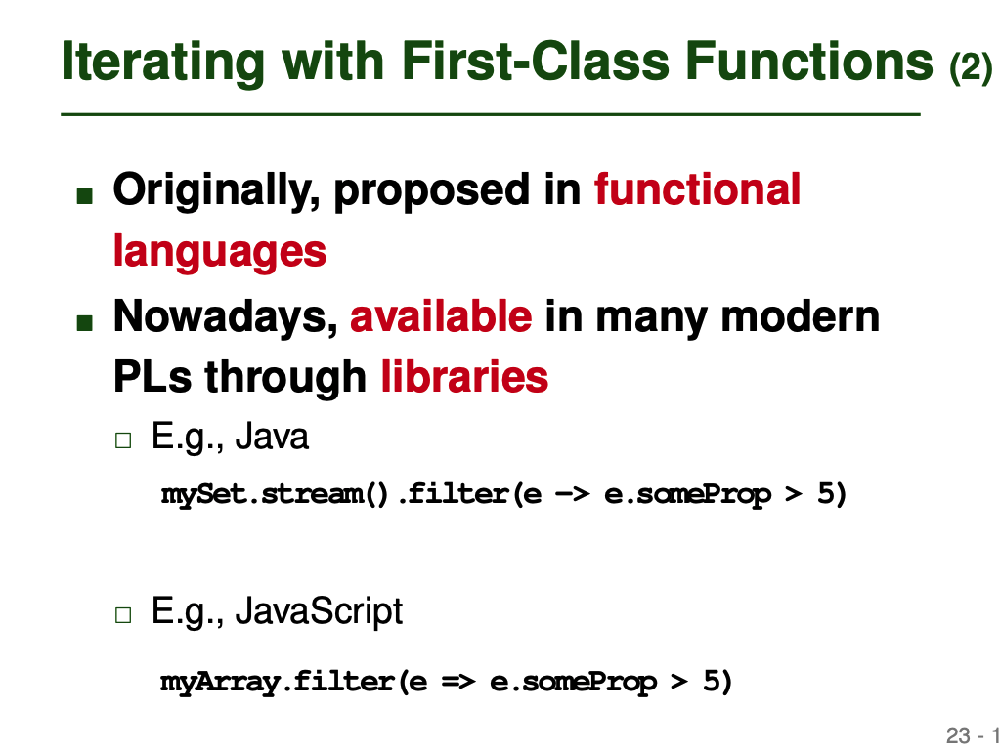 Iterating with First-Class Functions (2)
Originally, proposed in functional
languages
Nowadays, available in many modern
PLs through libraries
E.g., Java
mySet.stream().filter(e -> e.someProp > 5)
E.g., JavaScript
myArray.filter(e => e.someProp > 5)
23 - 1